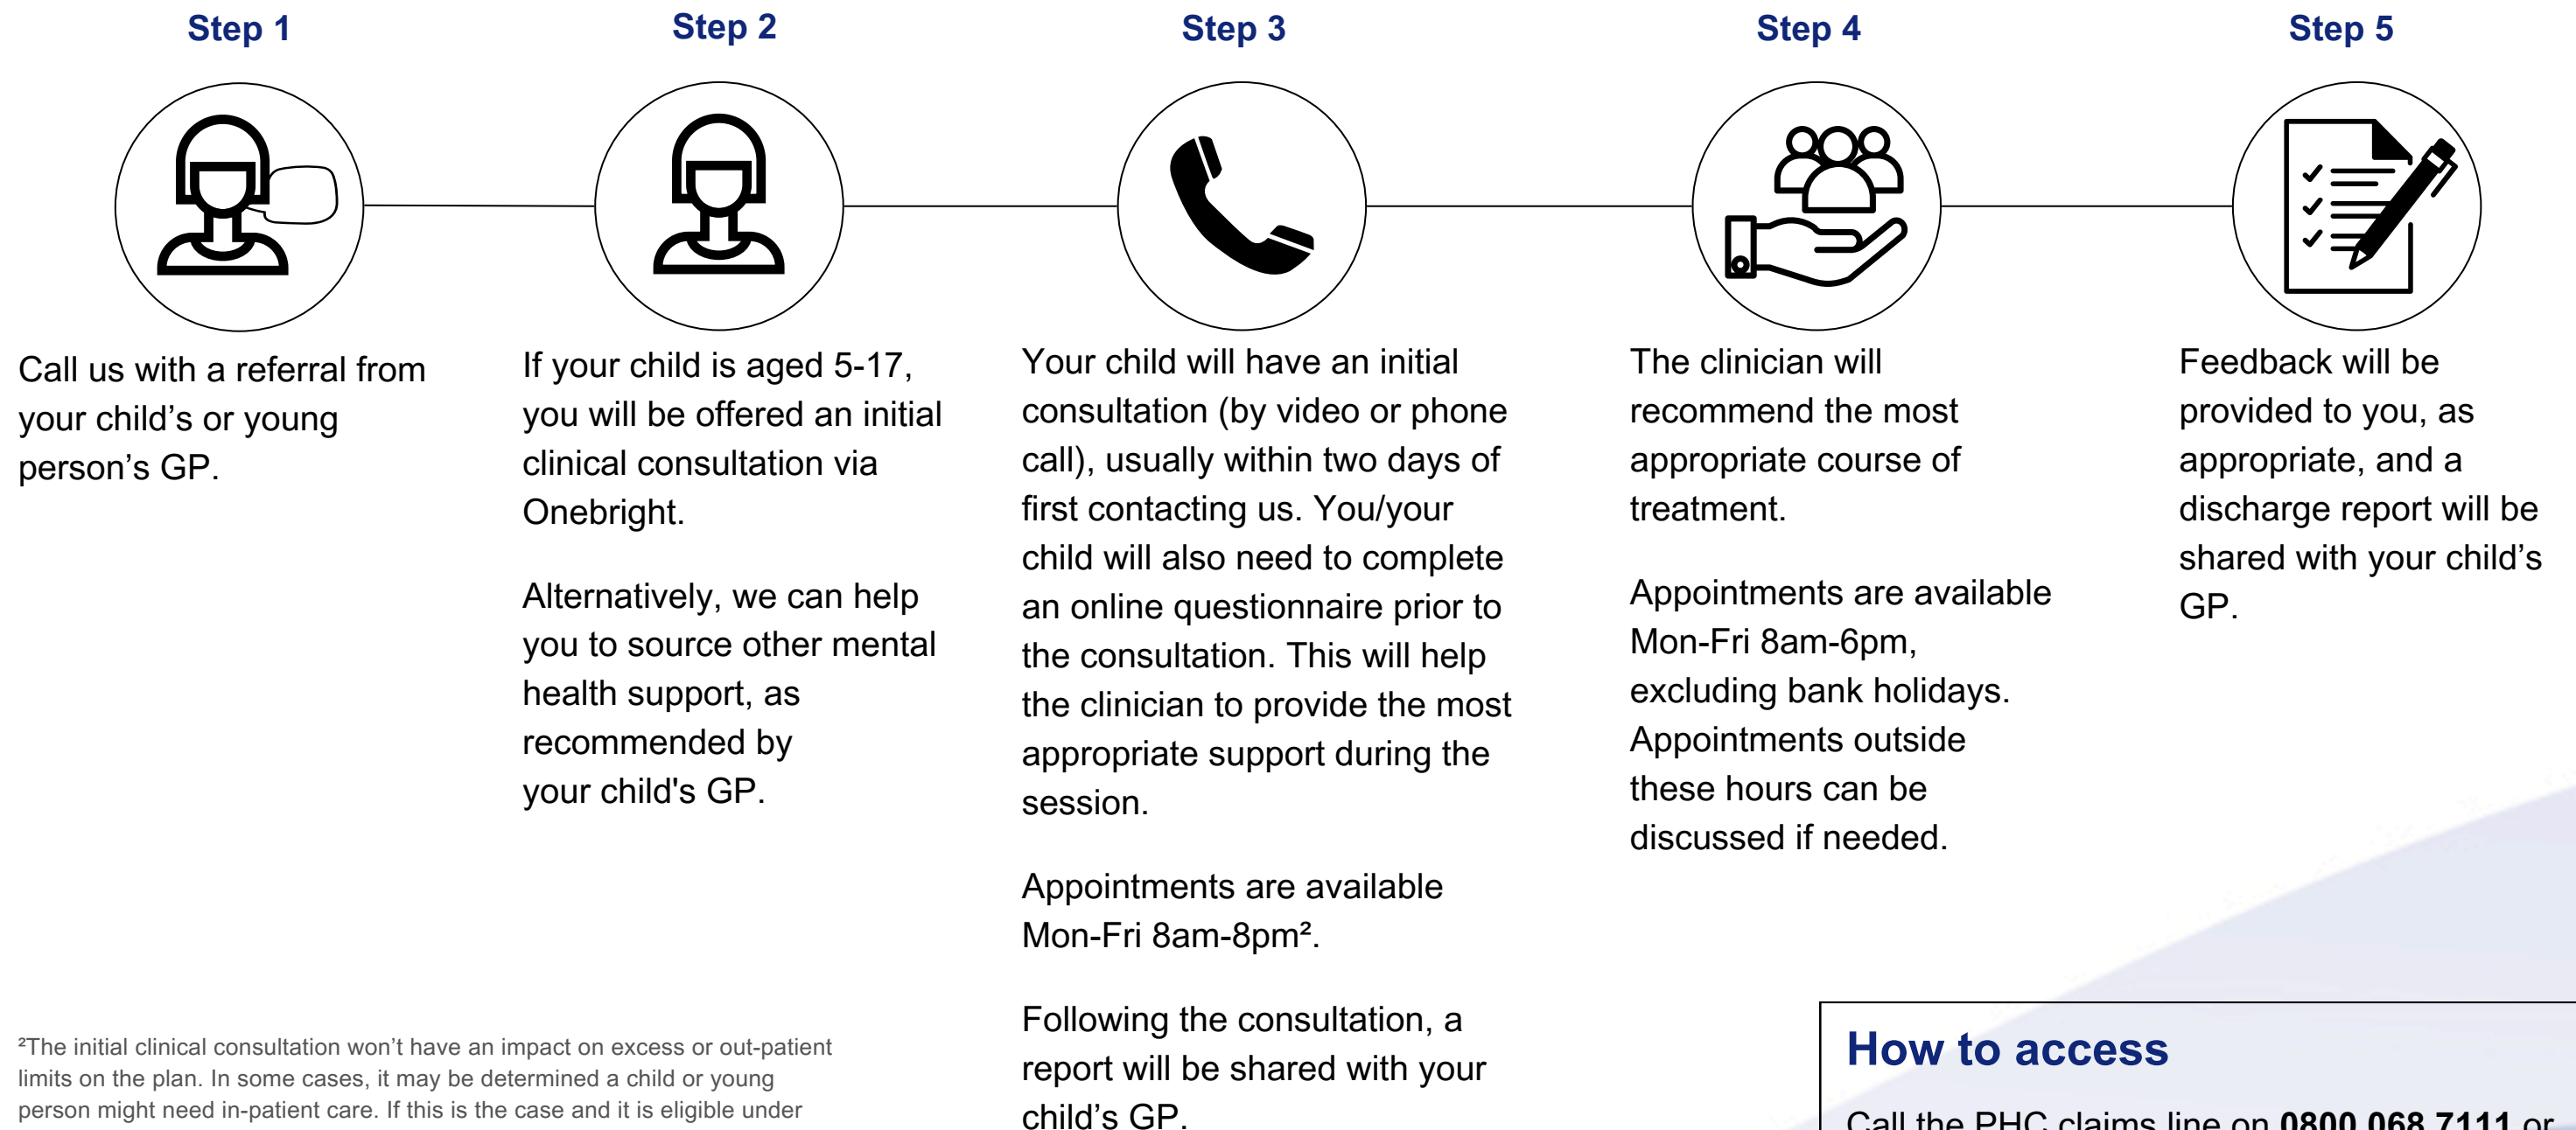 Step 1
Call us with a referral from
your child’s or young
person’s GP.
Step 2
If your child is aged 5-17,
you will be offered an initial
clinical consultation via
Onebright.
Alternatively, we can help
you to source other mental
health support, as
recommended by
your child's GP.
Step 3
Your child will have an initial
consultation (by video or phone
call), usually within two days of
first contacting us. You/your
child will also need to complete
an online questionnaire prior to
the consultation. This will help
the clinician to provide the most
appropriate support during the
session.
Appointments are available
Mon-Fri 8am-8pm².
Following the consultation, a
report will be shared with your
child’s GP.
Step 4
The clinician will
recommend the most
appropriate course of
treatment.
Appointments are available
Mon-Fri 8am-6pm,
excluding bank holidays.
Appointments outside
these hours can be
discussed if needed.
Step 5
Feedback will be
provided to you, as
appropriate, and a
discharge report will be
shared with your child’s
GP.
²The initial clinical consultation won’t have an impact on excess or out-patient
limits on the plan. In some cases, it may be determined a child or young
person might need in-patient care. If this is the case and it is eligible under
How to access
Call the PHC claims line on 0800 068 7111 or